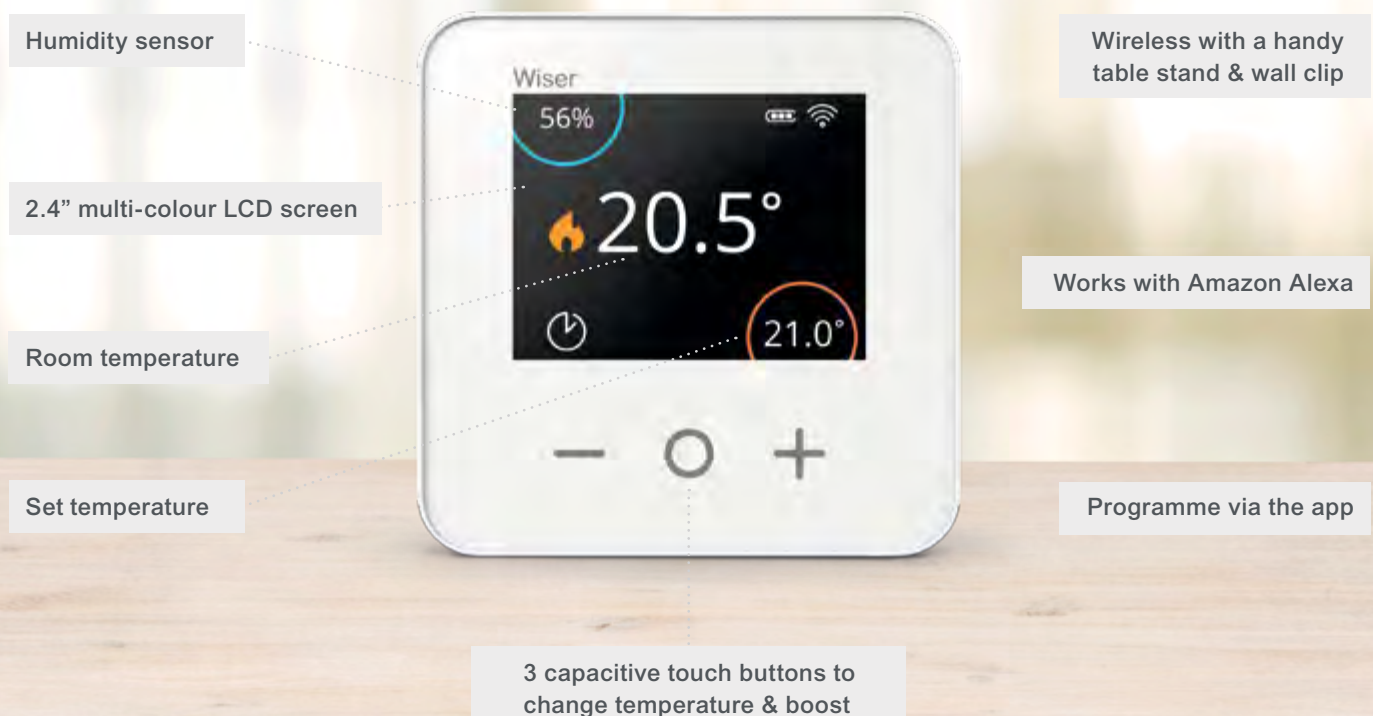 Humidity sensor
Wireless with a handy
table stand & wall clip
Wiser
56%
2.4” multi-colour LCD screen
20.5°
Works with Amazon Alexa
Room temperature
21.0°
Set temperature
Programme via the app
3 capacitive touch buttons to
change temperature & boost